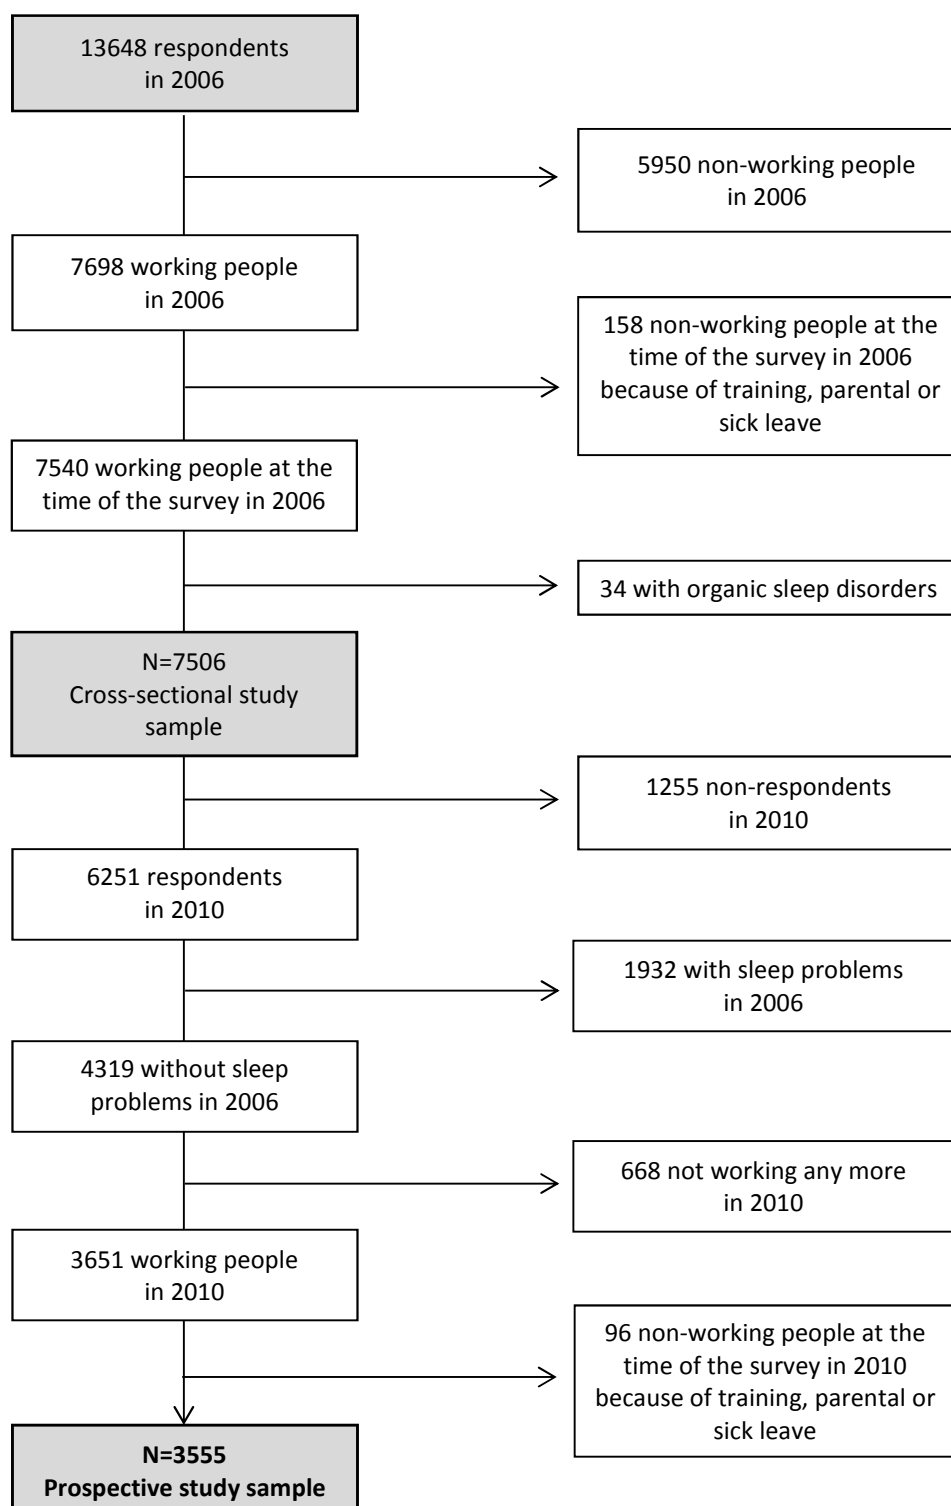 13648 respondents
in 2006
5950 non-working people
in 2006
7698 working people
in 2006
158 non-working people at the
time of the survey in 2006
because of training, parental or
sick leave
7540 working people at the
time of the survey in 2006
34 with organic sleep disorders
N=7506
Cross-sectional study
sample
1255 non-respondents
in 2010
6251 respondents
in 2010
1932 with sleep problems
in 2006
4319 without sleep
problems in 2006
668 not working any more
in 2010
3651 working people
in 2010
96 non-working people at the
time of the survey in 2010
because of training, parental or
sick leave
N=3555
Prospective study sample